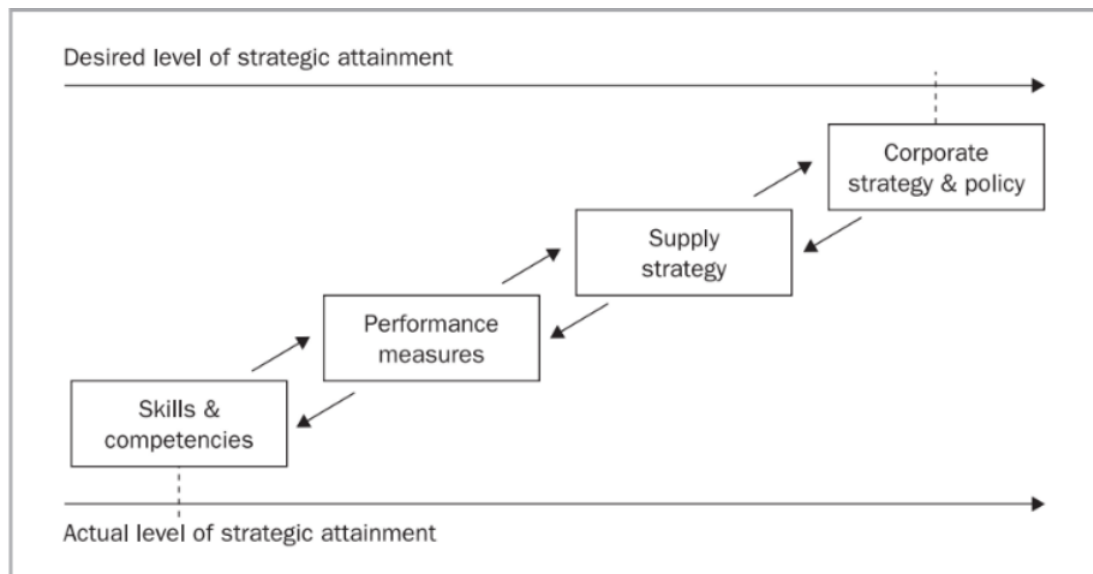 Desired level of strategic attainment
Corporate
strategy & policy
Supply
strategy
Performance
measures
Skills &
competencies
Actual level of strategic attainment